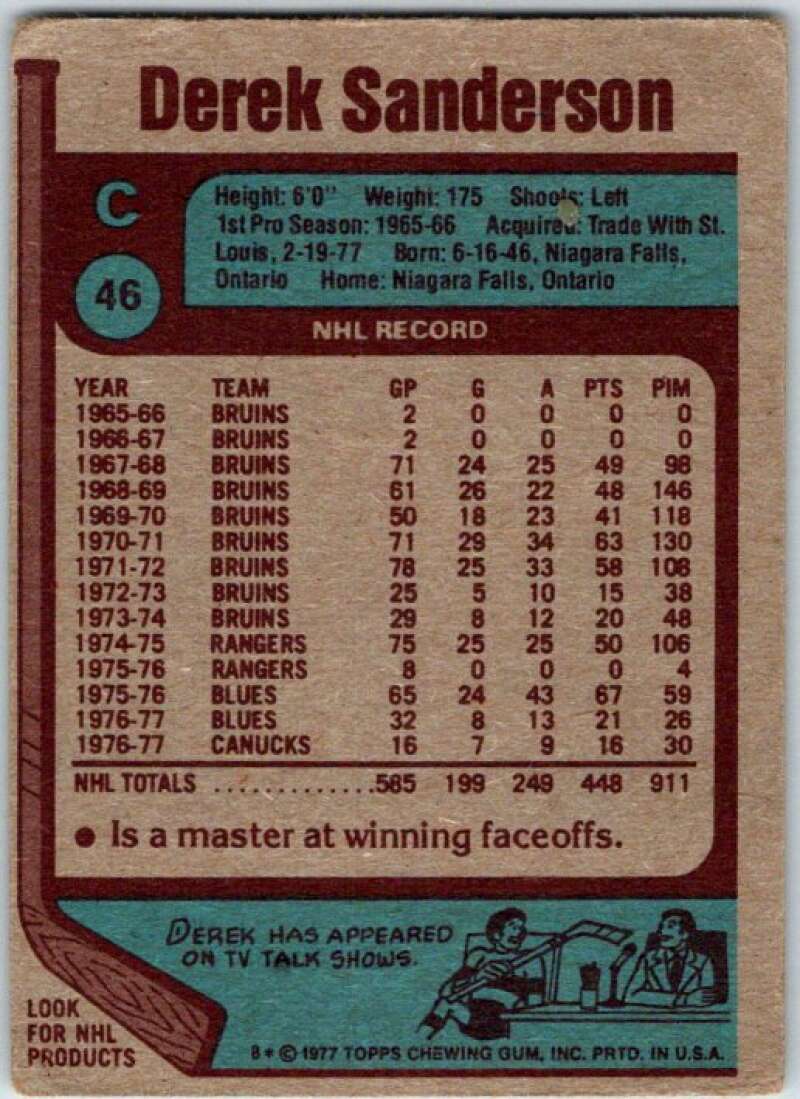 Derek Sanderson
C
Height: 6'0" Weight: 175 Shoots: Left
1st Pro Season: 1965-66 Acquired: Trade With St.
Louis, 2-19-77 Born: 6-16-46, Niagara Falls,
Ontario Home: Niagara Falls, Ontario
46
NHL RECORD
YEAR TEAM GP G A PTS PIM
1965-66 BRUINS 2 0 0 0 0
1966-67 BRUINS 2 0 0 0 0
1967-68 BRUINS 71 24 25 49 98
1968-69 BRUINS 61 26 22 48 146
1969-70 BRUINS 50 18 23 41 118
1970-71 BRUINS 71 29 34 63 130
1971-72 BRUINS 78 25 33 58 108
1972-73 BRUINS 25 5 10 15 38
1973-74 BRUINS 29 8 12 20 48
1974-75 RANGERS 75 25 25 50 106
1975-76 RANGERS 8 0 0 0 4
1975-76 BLUES 65 24 43 67 59
1976-77 BLUES 32 8 13 21 26
1976-77 CANUCKS 16 7 9 16 30
NHL TOTALS .............585 199 249 448 911
● Is a master at winning faceoffs.
DEREK HAS APPEARED
ON TV TALK SHOWS.
LOOK
FOR NHL
PRODUCTS
B* © 1977 TOPPS CHEWING GUM, INC. PRTD. IN U.S.A.